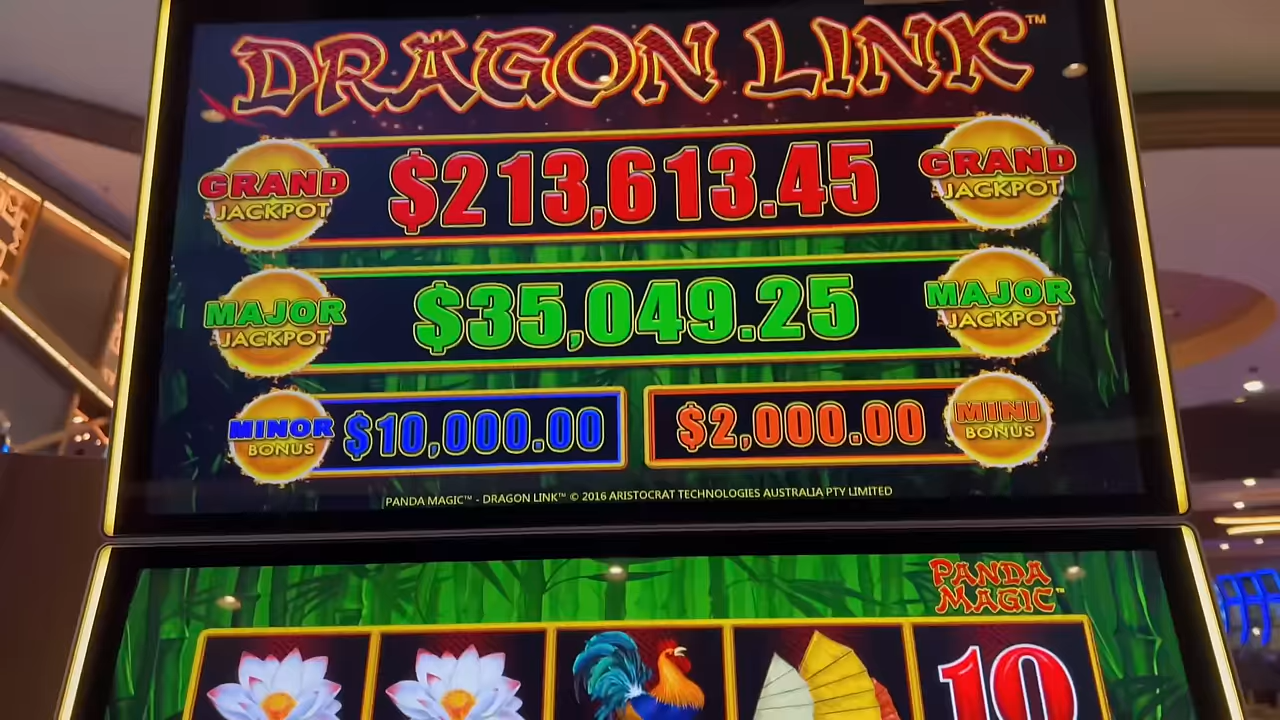 DRAGON LINK™
GRAND JACKPOT
$213,613.45
GRAND JACKPOT
MAJOR JACKPOT
$35,049.25
MAJOR JACKPOT
MINOR BONUS
$10,000.00
$2,000.00
MINI BONUS
PANDA MAGIC™ - DRAGON LINK™ © 2016 ARISTOCRAT TECHNOLOGIES AUSTRALIA PTY LIMITED
PANDA
MAGIC™
10